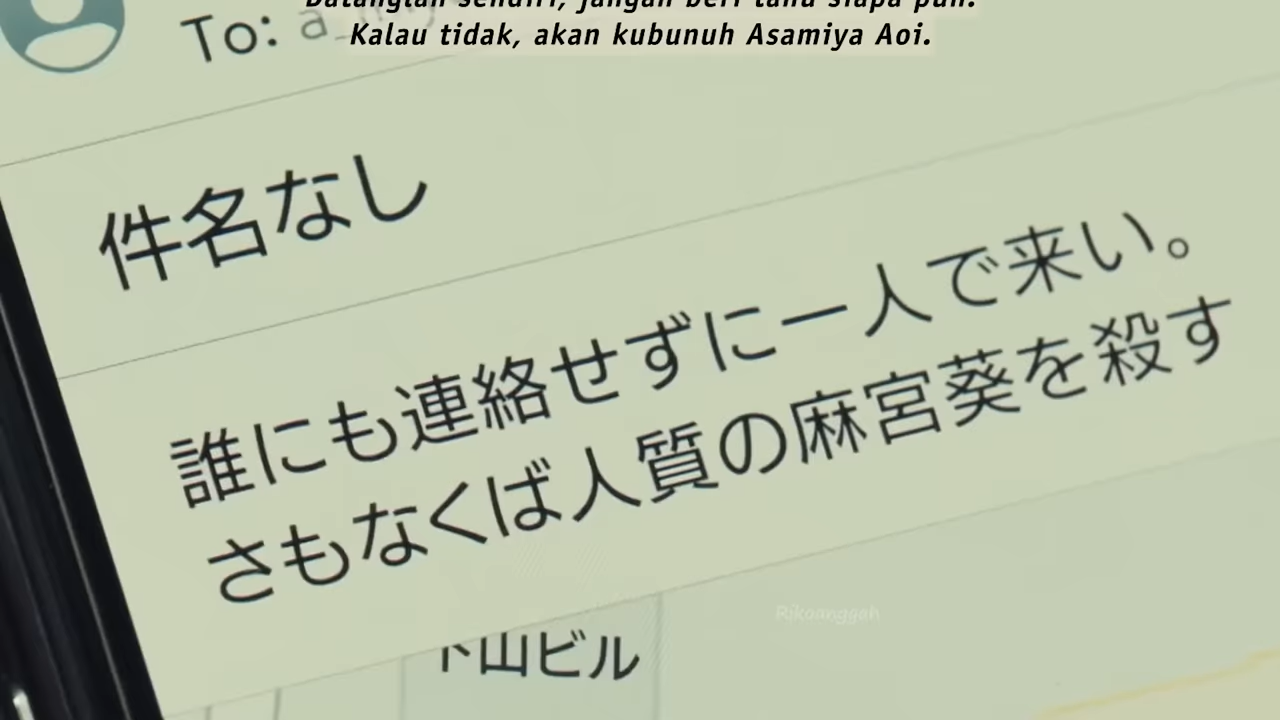 Kalau tidak, akan kubunuh Asamiya Aoi.
To: a_
件名なし
誰にも連絡せずに一人で来い。
さもなくば人質の麻宮葵を殺す
山ビル
Rikoanggah